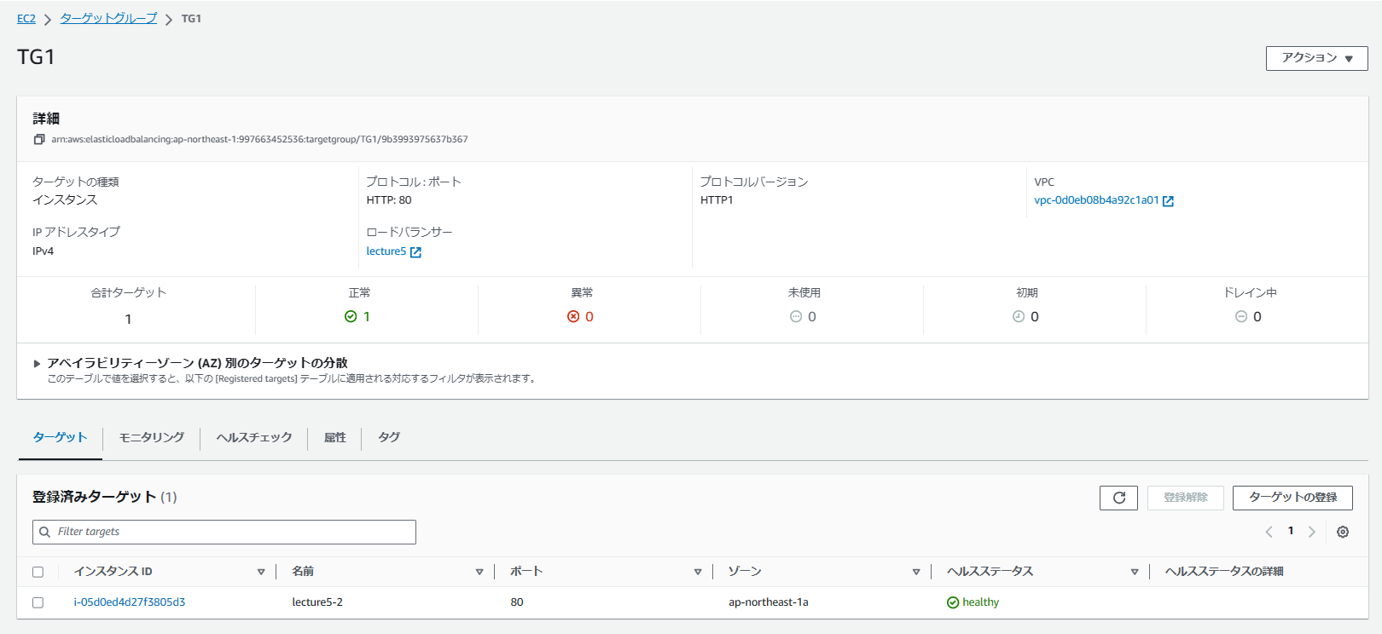 EC2 > ターゲットグループ > TG1
TG1
アクション
詳細
arn:aws:elasticloadbalancing:ap-northeast-1:997663452536:targetgroup/TG1/9b3993975637b367
ターゲットの種類
インスタンス
プロトコル : ポート
HTTP: 80
プロトコルバージョン
HTTP1
VPC
vpc-0d0eb08b4a92c1a01
IP アドレスタイプ
IPv4
ロードバランサー
lecture5
合計ターゲット
1
正常
1
異常
0
未使用
0
初期
0
ドレイン中
0
アベイラビリティーゾーン (AZ) 別のターゲットの分散
このテーブルで値を選択すると、以下の [Registered targets] テーブルに適用される対応するフィルタが表示されます。
ターゲット モニタリング ヘルスチェック 属性 タグ
登録済みターゲット (1)
登録解除
ターゲットの登録
Filter targets
1
インスタンス ID 名前 ポート ゾーン ヘルスステータス ヘルスステータスの詳細
i-05d0ed4d27f3805d3 lecture5-2 80 ap-northeast-1a healthy